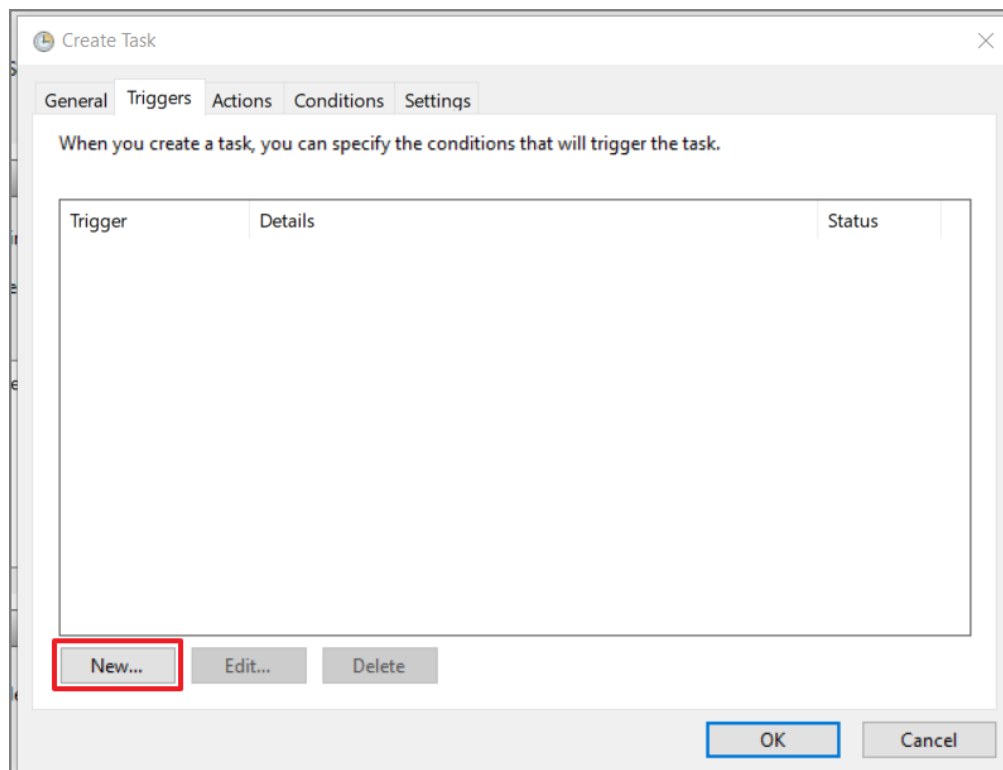 Create Task
General Triggers Actions Conditions Settings
When you create a task, you can specify the conditions that will trigger the task.
Trigger Details Status
New... Edit... Delete
OK Cancel